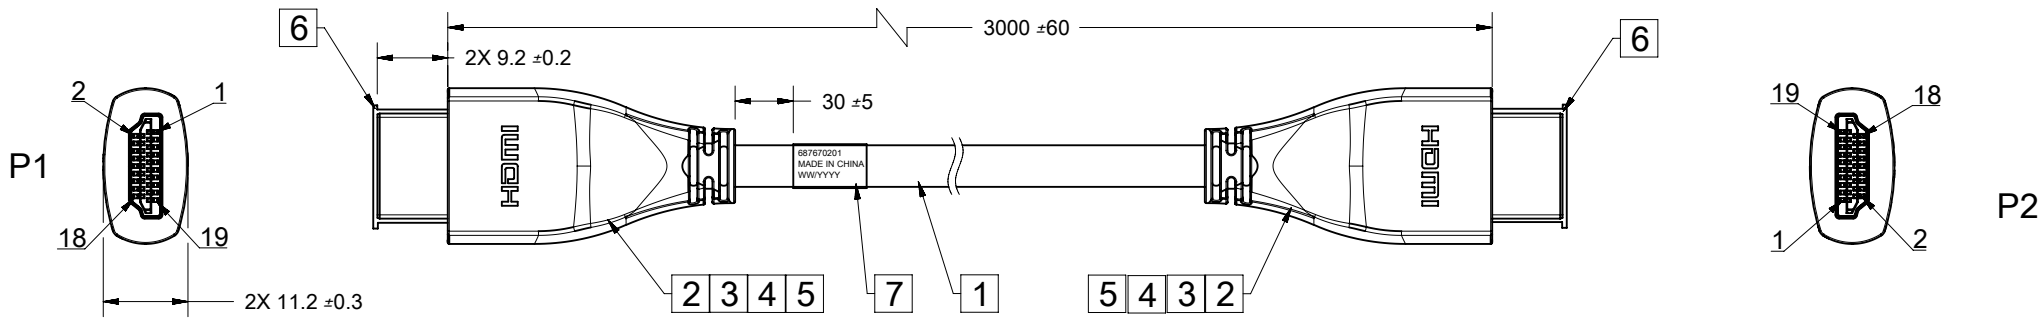 6
3000 ±60
6
2X 9.2 ±0.2
2
1
30 ±5
19
18
P1
HDMI
687670201
MADE IN CHINA
WW/YYYY
HDMI
P2
18
19
1
2
2X 11.2 ±0.3
2 3 4 5
7
1
5 4 3 2